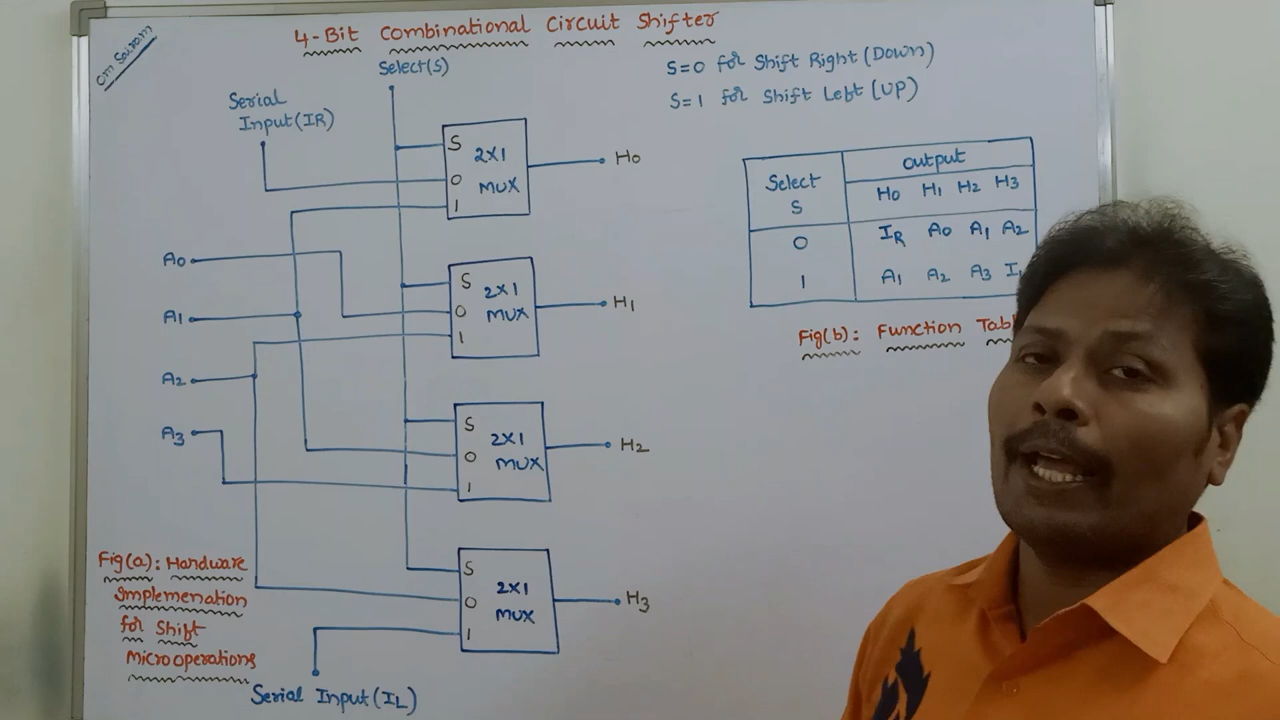 Om Sairam
4-Bit Combinational Circuit Shifter
Select(S)
Serial
Input(IR)
S=0 for Shift Right (Down)
S=1 for Shift Left (UP)
S
0
1
2X1
MUX
H0
A0
A1
A2
A3
S
0
1
2X1
MUX
H1
S
0
1
2X1
MUX
H2
S
0
1
2X1
MUX
H3
Serial Input(IL)
Fig(a): Hardware
Implemenation
for Shift
Microoperations
Select
S
output
H0 H1 H2 H3
0 IR A0 A1 A2
1 A1 A2 A3
Fig(b): Function